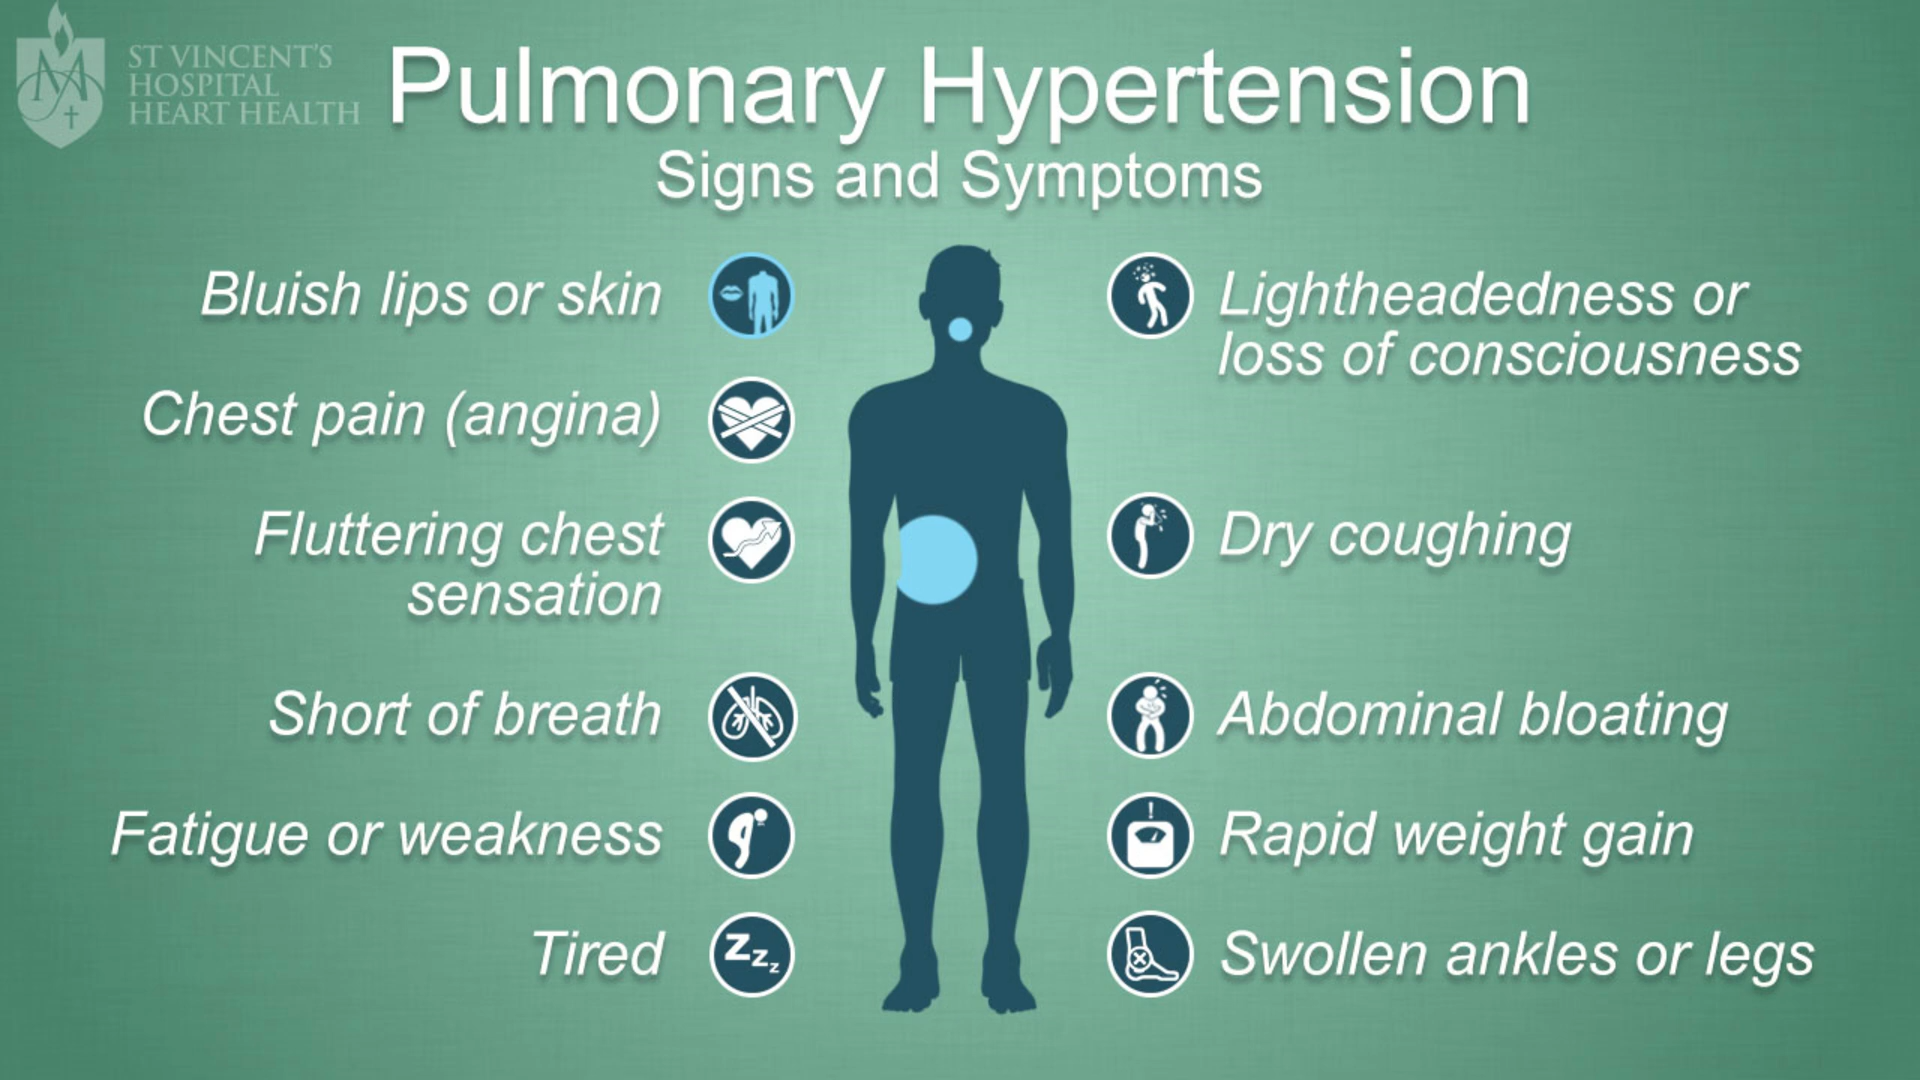 ST VINCENT'S
HOSPITAL
HEART HEALTH
Pulmonary Hypertension
Signs and Symptoms
Bluish lips or skin
Chest pain (angina)
Fluttering chest
sensation
Short of breath
Fatigue or weakness
Tired
Zzz
Lightheadedness or
loss of consciousness
Dry coughing
Abdominal bloating
!
Rapid weight gain
Swollen ankles or legs